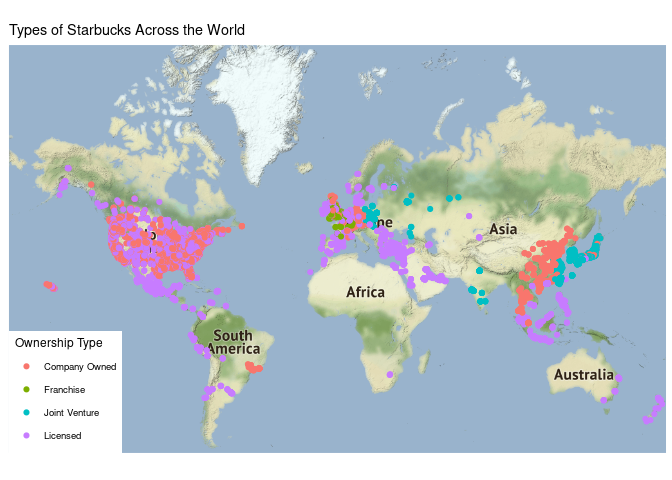 Types of Starbucks Across the World
Asia
Africa
South
America
Australia
Ownership Type
Company Owned
Franchise
Joint Venture
Licensed